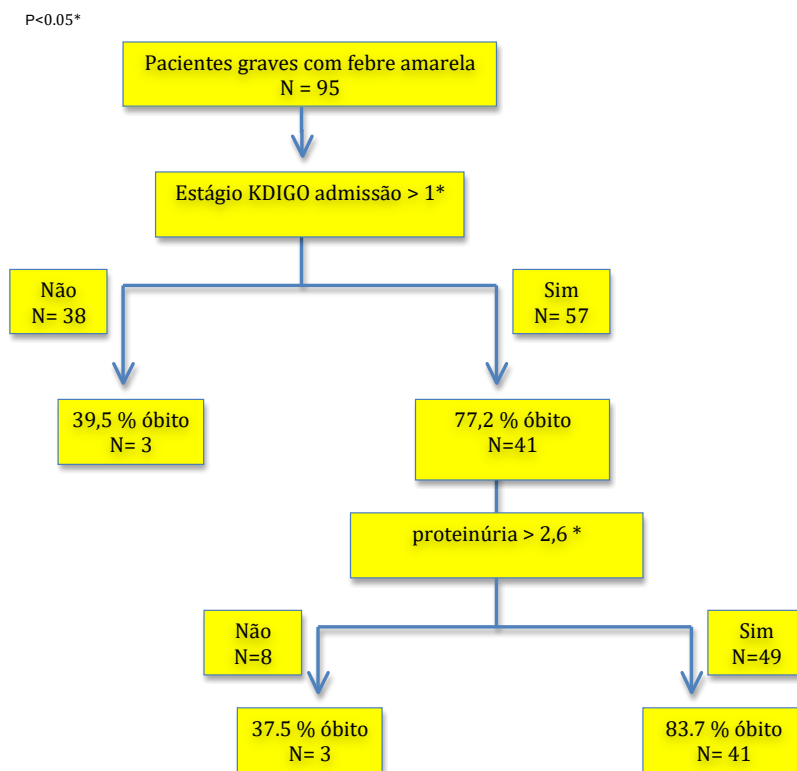 P<0.05*
Pacientes graves com febre amarela
N = 95
Estágio KDIGO admissão > 1*
Não
N= 38
Sim
N= 57
39,5 % óbito
N= 3
77,2 % óbito
N=41
proteinúria > 2,6 *
Não
N=8
Sim
N=49
37.5 % óbito
N= 3
83.7 % óbito
N= 41